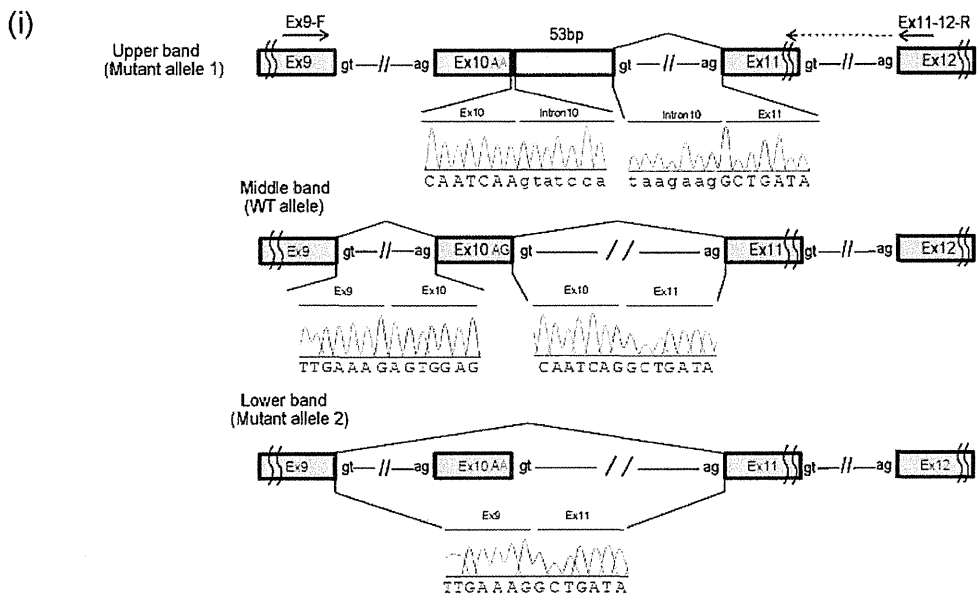 (i)
Ex9-F
53bp
Ex11-12-R
Upper band
(Mutant allele 1)
Ex9 gt ag Ex10 AA gt ag Ex11 gt ag Ex12
Ex10 Intron10 Intron10 Ex11
CAATCAAgtatcca taagaagGCTGATA
Middle band
(WT allele)
Ex9 gt ag Ex10 AG gt ag Ex11 gt ag Ex12
Ex9 Ex10 Ex10 Ex11
TTGAAAGAGTGGAG CAATCAGGCTGATA
Lower band
(Mutant allele 2)
Ex9 gt ag Ex10 AA gt ag Ex11 gt ag Ex12
Ex9 Ex11
TTGAAAGGCTGATA